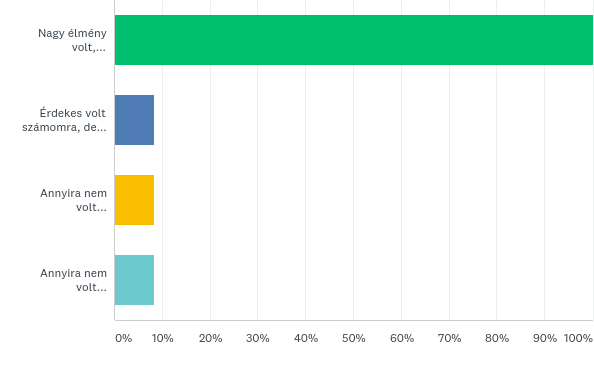 Nagy élmény
volt,...
Érdekes volt
számomra, de...
Annyira nem
volt...
Annyira nem
volt...
0% 10% 20% 30% 40% 50% 60% 70% 80% 90% 100%